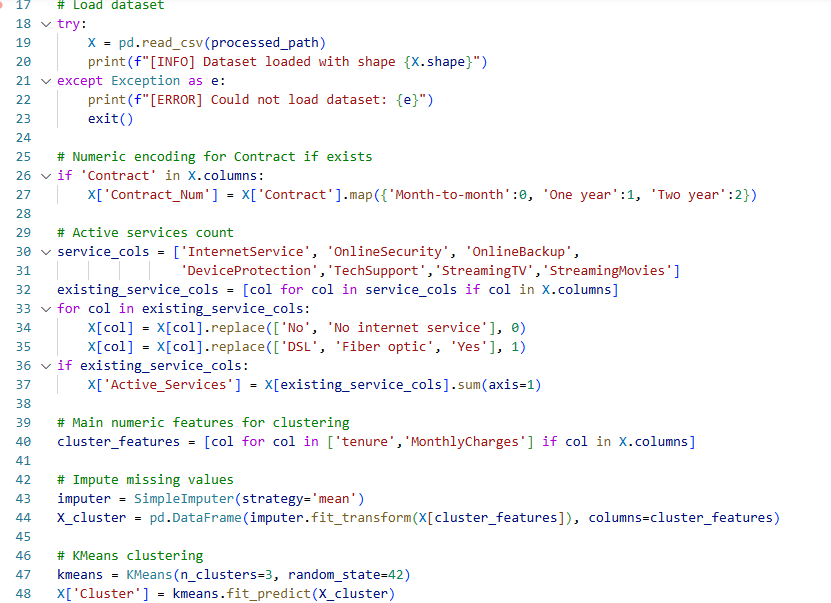 17 # Load dataset
18 try:
19     X = pd.read_csv(processed_path)
20     print(f"[INFO] Dataset loaded with shape {X.shape}")
21 except Exception as e:
22     print(f"[ERROR] Could not load dataset: {e}")
23     exit()
24
25 # Numeric encoding for Contract if exists
26 if 'Contract' in X.columns:
27     X['Contract_Num'] = X['Contract'].map({'Month-to-month':0, 'One year':1, 'Two year':2})
28
29 # Active services count
30 service_cols = ['InternetService', 'OnlineSecurity', 'OnlineBackup',
31                 'DeviceProtection','TechSupport','StreamingTV','StreamingMovies']
32 existing_service_cols = [col for col in service_cols if col in X.columns]
33 for col in existing_service_cols:
34     X[col] = X[col].replace(['No', 'No internet service'], 0)
35     X[col] = X[col].replace(['DSL', 'Fiber optic', 'Yes'], 1)
36 if existing_service_cols:
37     X['Active_Services'] = X[existing_service_cols].sum(axis=1)
38
39 # Main numeric features for clustering
40 cluster_features = [col for col in ['tenure','MonthlyCharges'] if col in X.columns]
41
42 # Impute missing values
43 imputer = SimpleImputer(strategy='mean')
44 X_cluster = pd.DataFrame(imputer.fit_transform(X[cluster_features]), columns=cluster_features)
45
46 # KMeans clustering
47 kmeans = KMeans(n_clusters=3, random_state=42)
48 X['Cluster'] = kmeans.fit_predict(X_cluster)